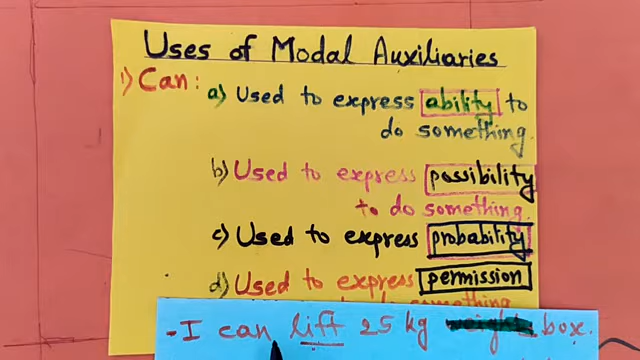 Uses of Modal Auxiliaries
1) Can:
a) Used to express ability to
do something.
b) Used to express possibility
to do something.
c) Used to express probability
d) Used to express permission
something
- I can lift 25 kg box.